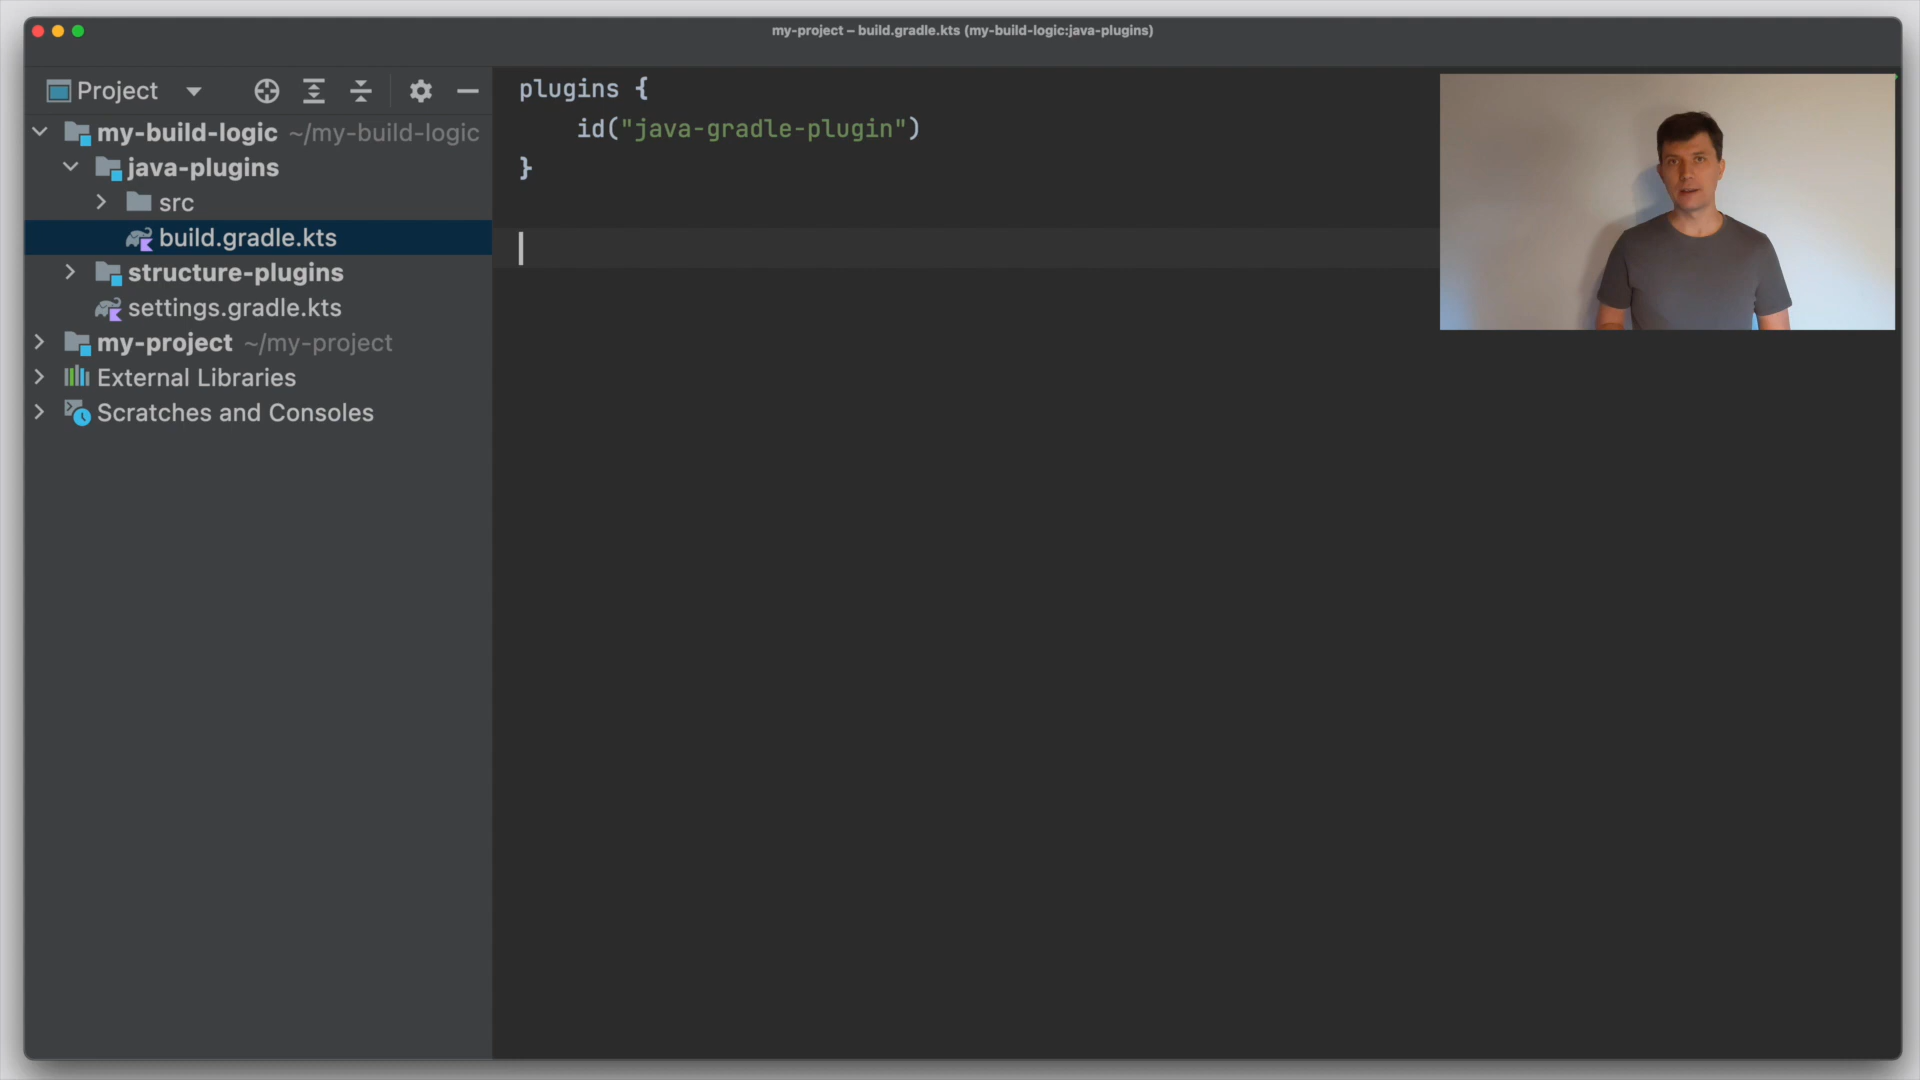 my-project – build.gradle.kts (my-build-logic:java-plugins)
Project
my-build-logic ~/my-build-logic
java-plugins
src
build.gradle.kts
structure-plugins
settings.gradle.kts
my-project ~/my-project
External Libraries
Scratches and Consoles
plugins {
    id("java-gradle-plugin")
}